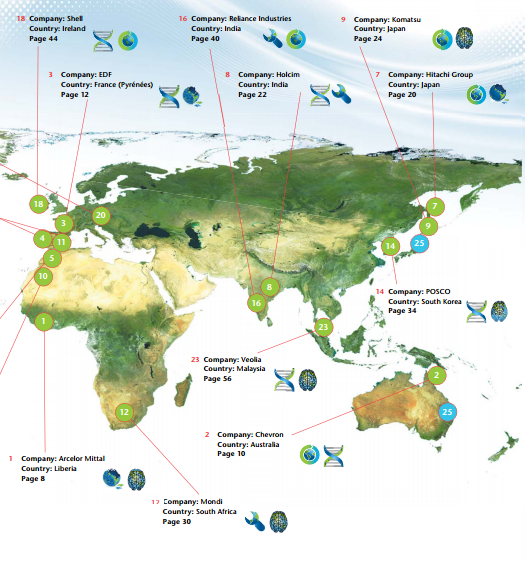 18 Company: Shell
Country: Ireland
Page 44
16 Company: Reliance Industries
Country: India
Page 40
9 Company: Komatsu
Country: Japan
Page 24
3 Company: EDF
Country: France (Pyrénées)
Page 12
8 Company: Holcim
Country: India
Page 22
7 Company: Hitachi Group
Country: Japan
Page 20
18
3
20
4
11
5
10
1
7
9
25
14
8
16
23
2
25
12
14 Company: POSCO
Country: South Korea
Page 34
23 Company: Veolia
Country: Malaysia
Page 56
2 Company: Chevron
Country: Australia
Page 10
1 Company: Arcelor Mittal
Country: Liberia
Page 8
12 Company: Mondi
Country: South Africa
Page 30